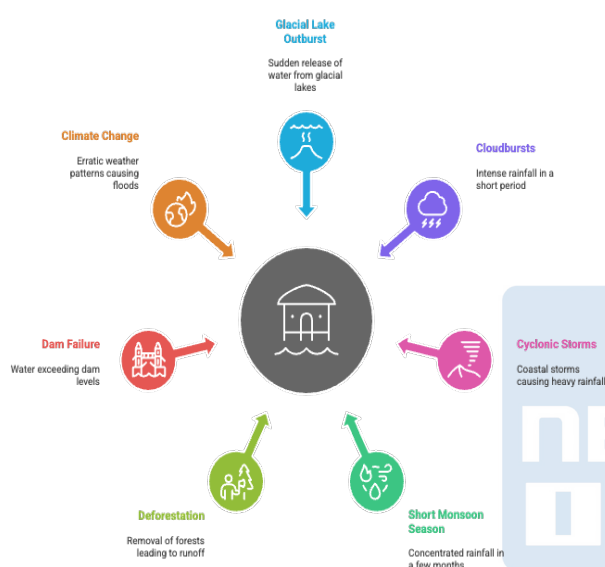 Glacial Lake
Outburst
Sudden release of
water from glacial
lakes
Climate Change
Erratic weather
patterns causing
floods
Cloudbursts
Intense rainfall in a
short period
Dam Failure
Water exceeding dam
levels
Cyclonic Storms
Coastal storms
causing heavy rainfall
Deforestation
Removal of forests
leading to runoff
Short Monsoon
Season
Concentrated rainfall in
a few months